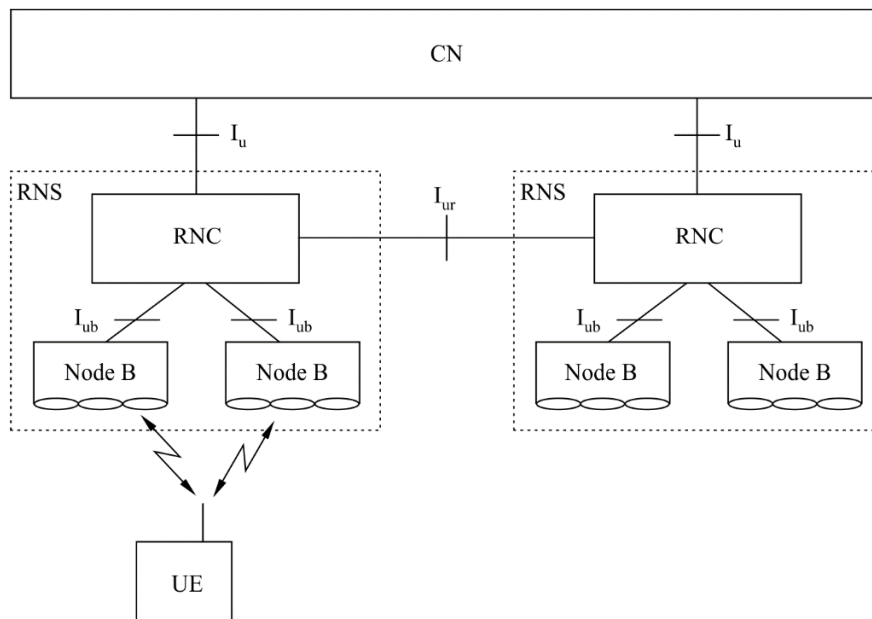 CN
Iu
Iu
RNS
RNC
Iur
RNS
RNC
Iub
Iub
Iub
Iub
Node B
Node B
Node B
Node B
UE